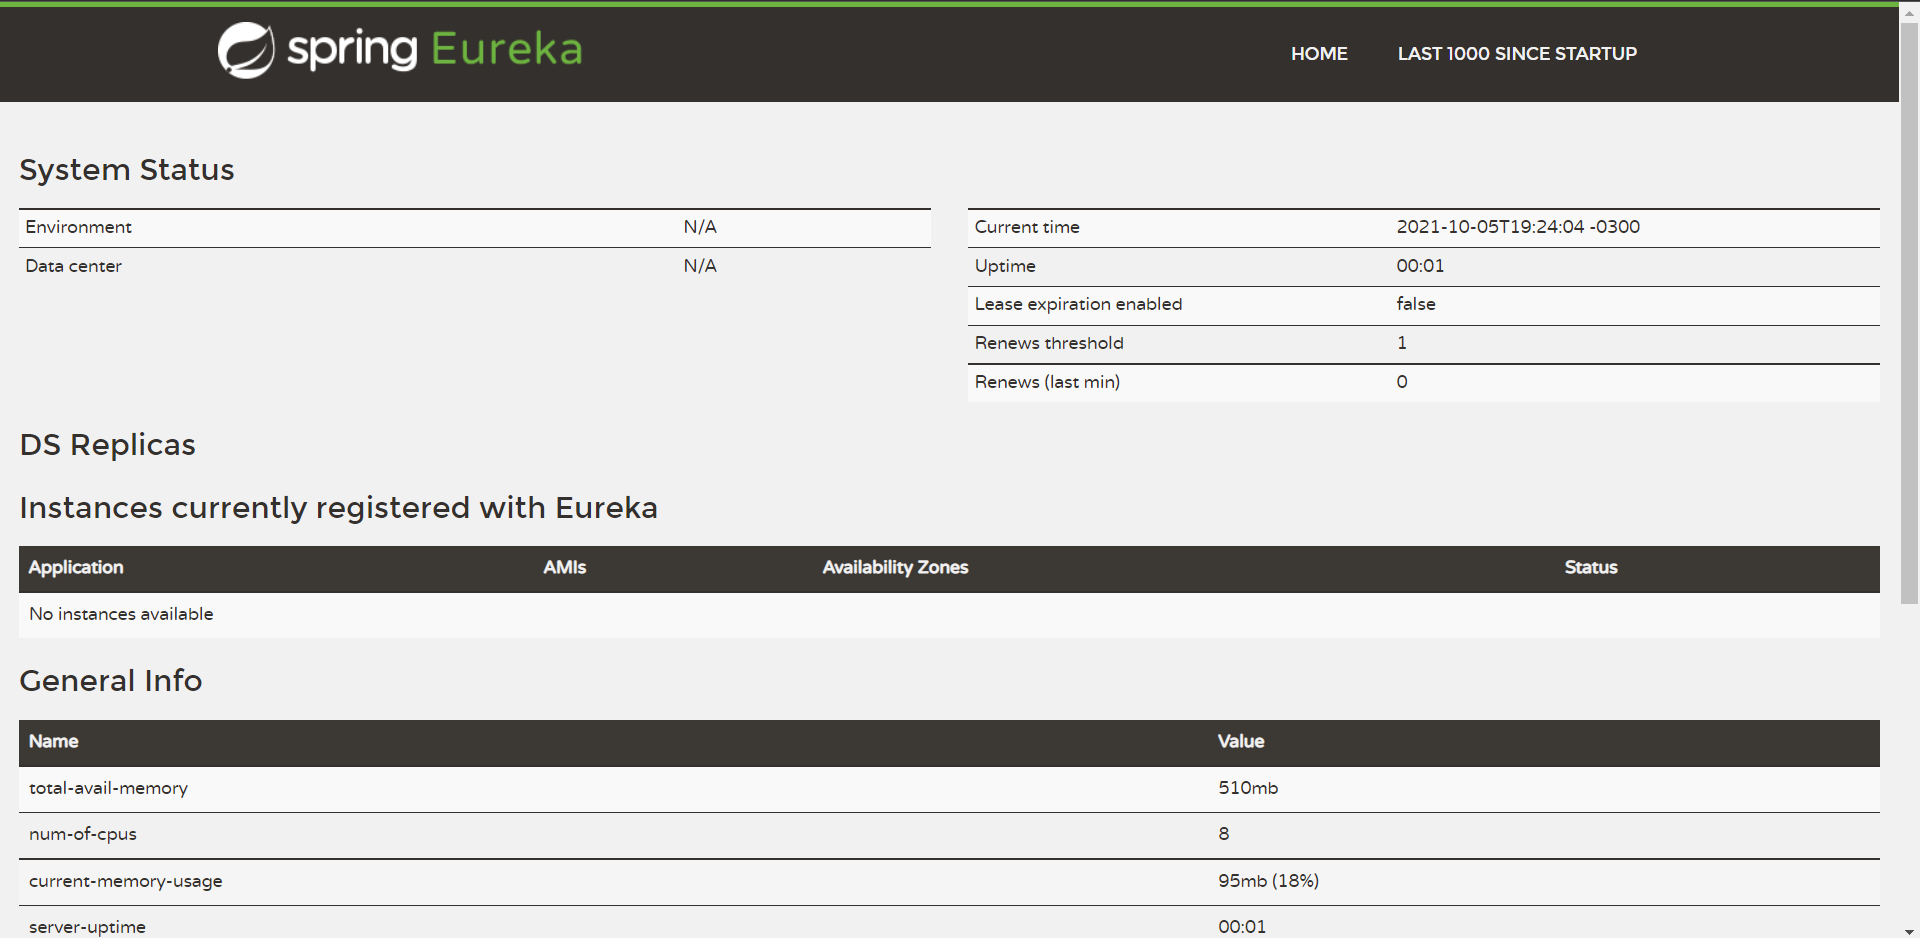 spring Eureka
HOME LAST 1000 SINCE STARTUP
System Status
Environment N/A
Data center N/A
Current time 2021-10-05T19:24:04 -0300
Uptime 00:01
Lease expiration enabled false
Renews threshold 1
Renews (last min) 0
DS Replicas
Instances currently registered with Eureka
Application AMIs Availability Zones Status
No instances available
General Info
Name Value
total-avail-memory 510mb
num-of-cpus 8
current-memory-usage 95mb (18%)
server-uptime 00:01